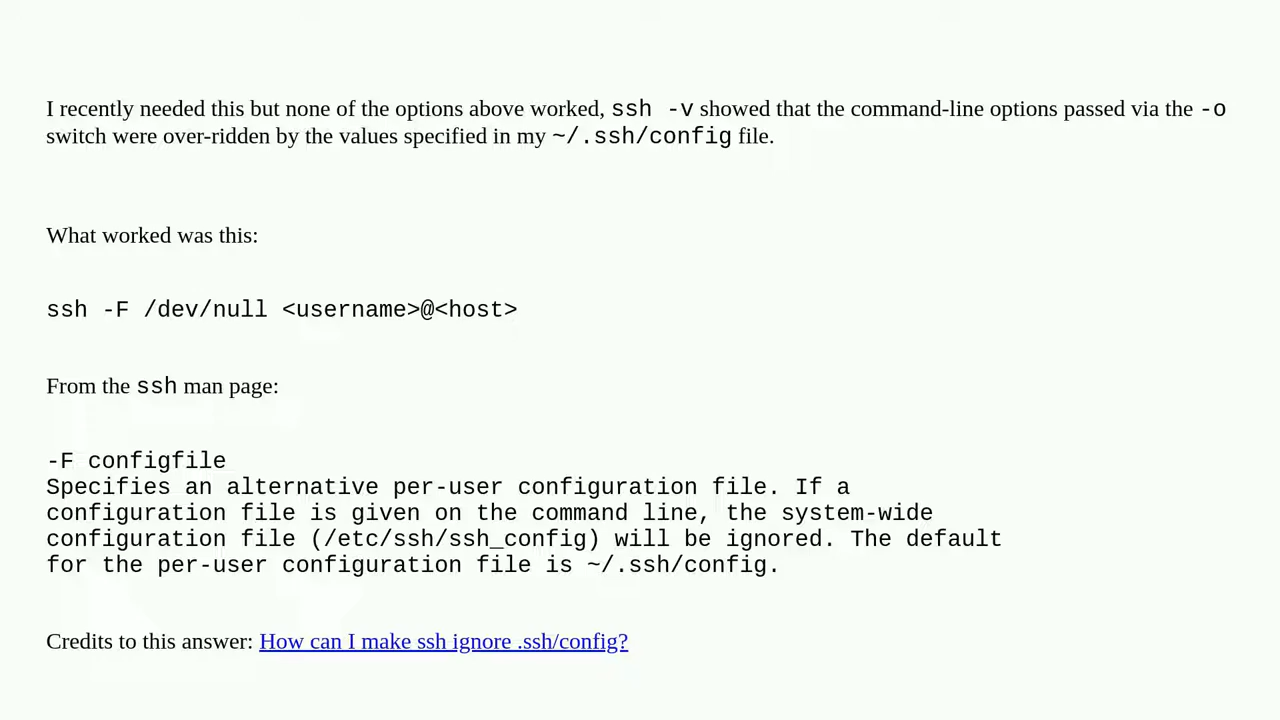 I recently needed this but none of the options above worked, ssh -v showed that the command-line options passed via the -o
switch were over-ridden by the values specified in my ~/.ssh/config file.
What worked was this:
ssh -F /dev/null <username>@<host>
From the ssh man page:
-F configfile
Specifies an alternative per-user configuration file. If a
configuration file is given on the command line, the system-wide
configuration file (/etc/ssh/ssh_config) will be ignored. The default
for the per-user configuration file is ~/.ssh/config.
Credits to this answer: How can I make ssh ignore .ssh/config?